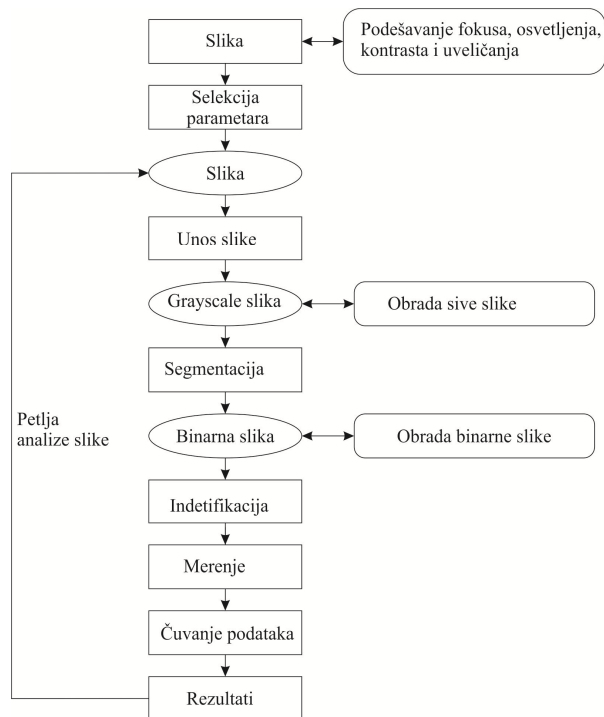 Slika
Podešavanje fokusa, osvetljenja,
kontrasta i uveličanja
Selekcija
parametara
Slika
Unos slike
Grayscale slika
Obrada sive slike
Segmentacija
Petlja
analize slike
Binarna slika
Obrada binarne slike
Indetifikacija
Merenje
Čuvanje podataka
Rezultati